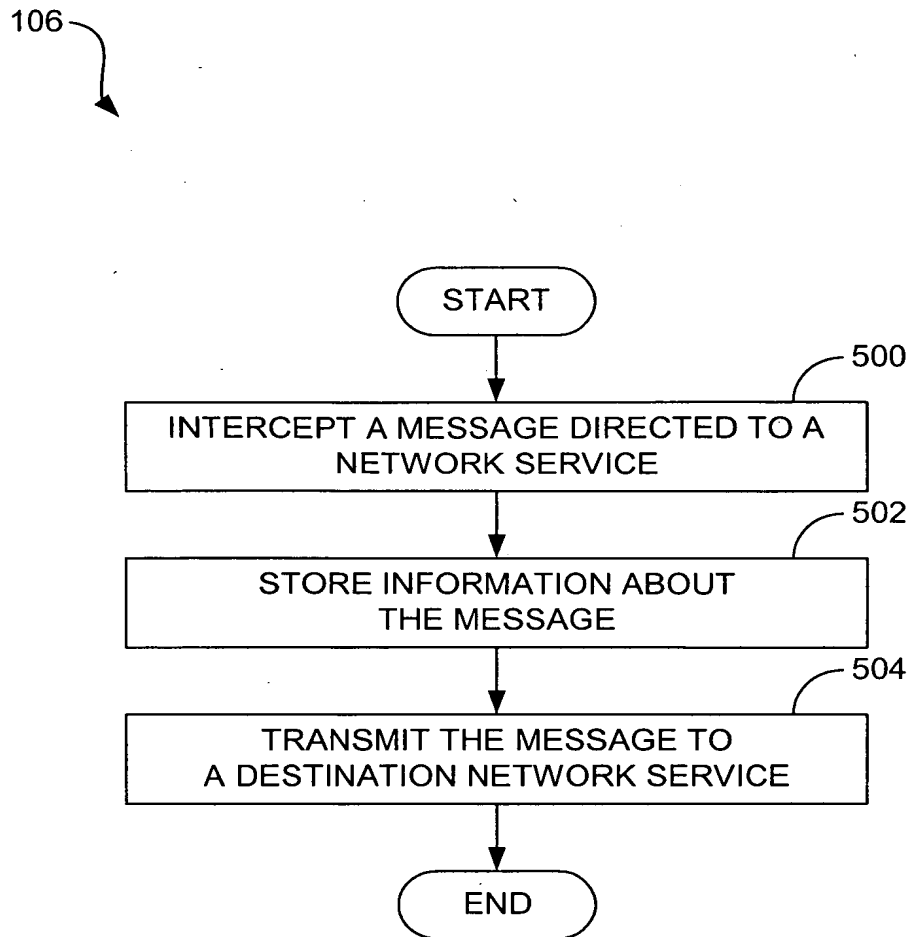 106
START
500
INTERCEPT A MESSAGE DIRECTED TO A
NETWORK SERVICE
502
STORE INFORMATION ABOUT
THE MESSAGE
504
TRANSMIT THE MESSAGE TO
A DESTINATION NETWORK SERVICE
END